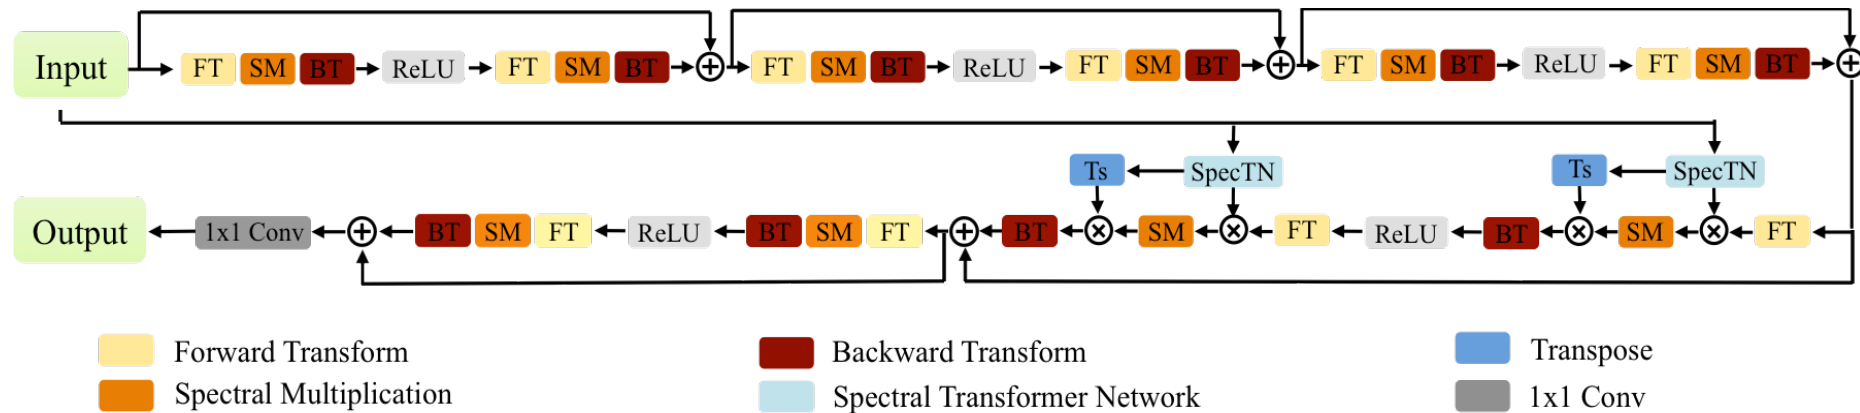 Input FT SM BT ReLU FT SM BT + FT SM BT ReLU FT SM BT + FT SM BT ReLU FT SM BT +
Ts SpecTN Ts SpecTN
Output 1x1 Conv + BT SM FT ReLU BT SM FT + BT × SM × FT ReLU BT × SM × FT
Forward Transform Backward Transform Transpose
Spectral Multiplication Spectral Transformer Network 1x1 Conv